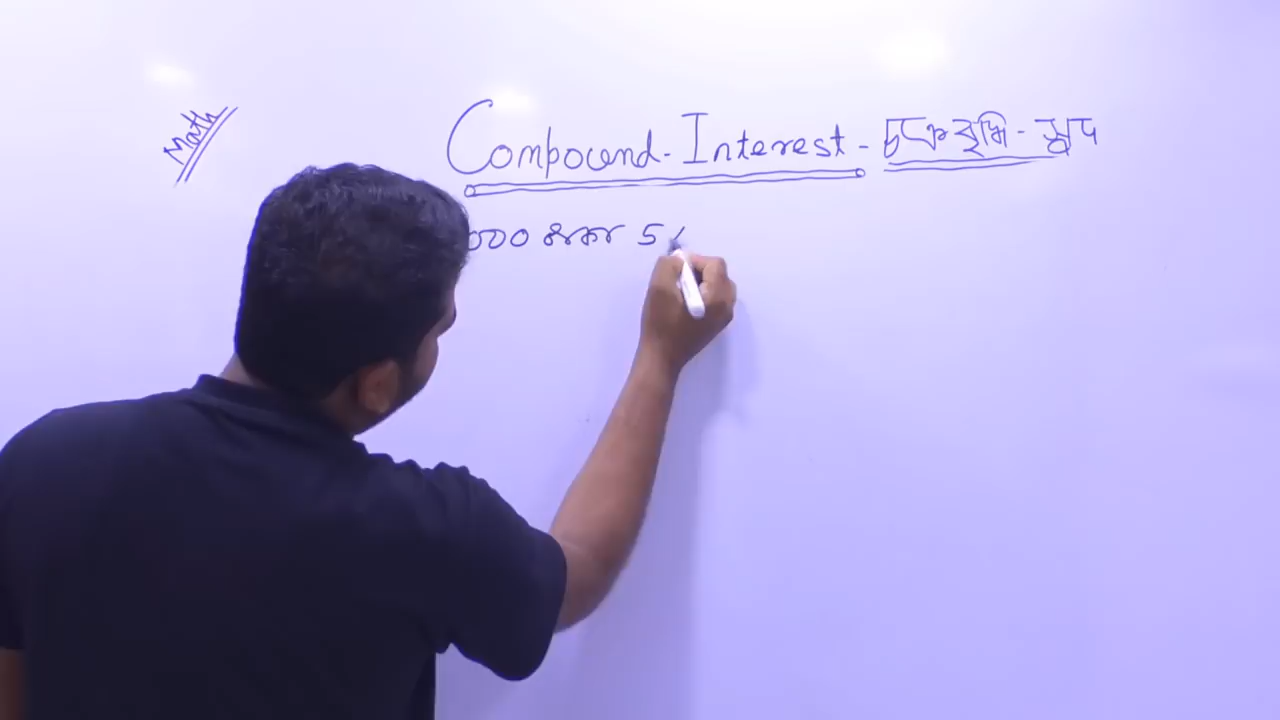 Math
Compound - Interest - চক্রবৃদ্ধি - সুদ
000 টাকার 5